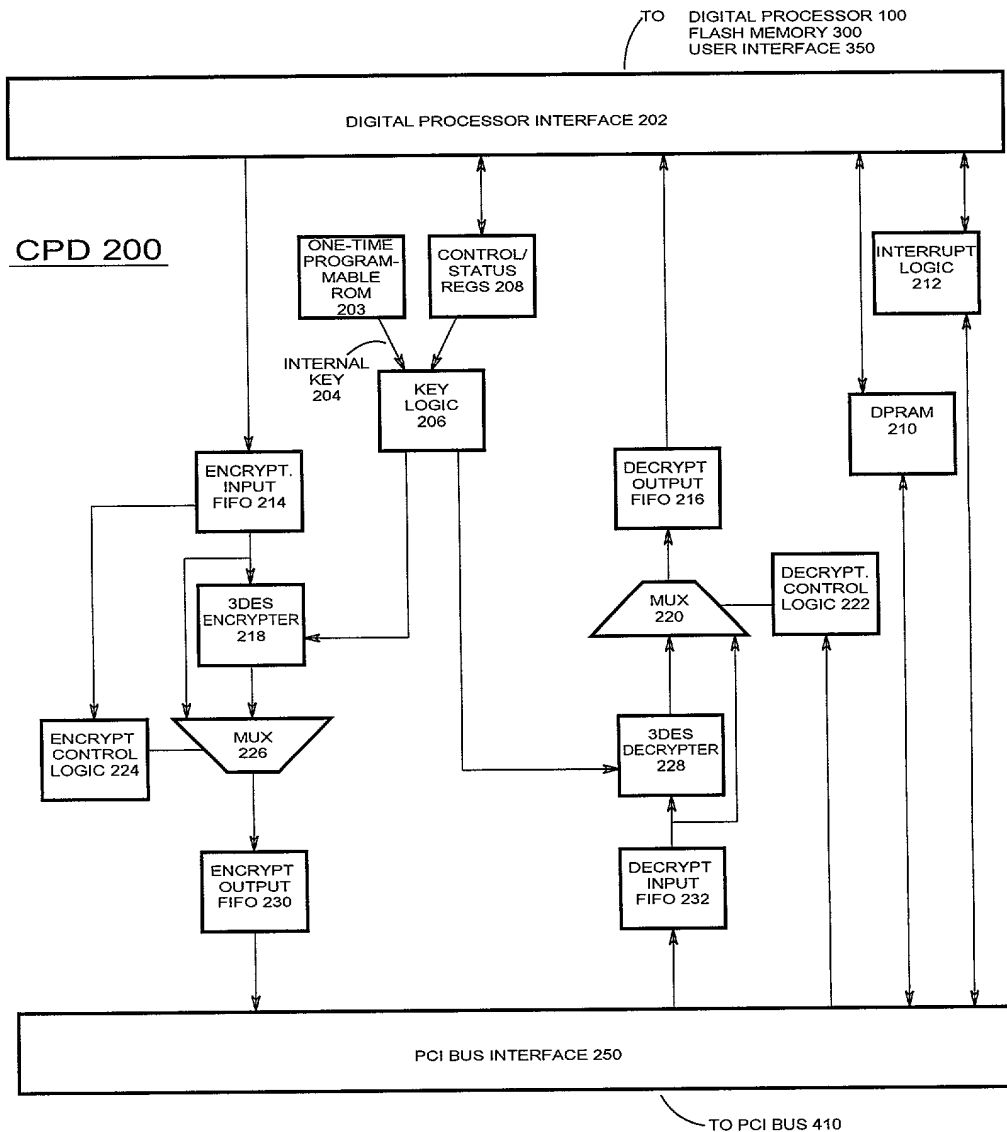 TO DIGITAL PROCESSOR 100
FLASH MEMORY 300
USER INTERFACE 350
DIGITAL PROCESSOR INTERFACE 202
CPD 200
ONE-TIME
PROGRAM-
MABLE
ROM
203
CONTROL/
STATUS
REGS 208
INTERRUPT
LOGIC
212
INTERNAL
KEY
204
KEY
LOGIC
206
DPRAM
210
ENCRYPT.
INPUT
FIFO 214
DECRYPT
OUTPUT
FIFO 216
3DES
ENCRYPTER
218
MUX
220
DECRYPT.
CONTROL
LOGIC 222
ENCRYPT
CONTROL
LOGIC 224
MUX
226
3DES
DECRYPTER
228
ENCRYPT
OUTPUT
FIFO 230
DECRYPT
INPUT
FIFO 232
PCI BUS INTERFACE 250
TO PCI BUS 410